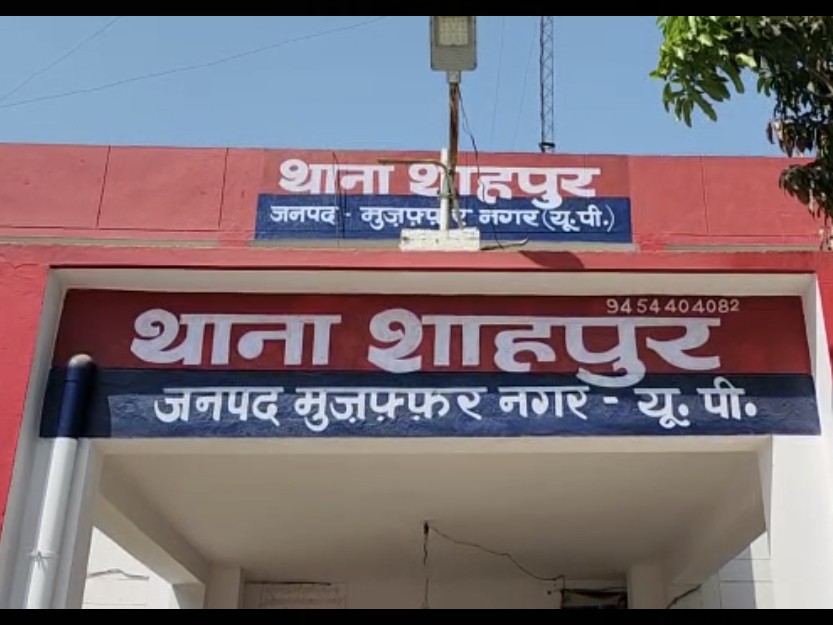 थाना शाहपुर
जनपद - मुज़फ़्फ़र नगर (यू.पी.)
9454404082
थाना शाहपुर
जनपद मुज़फ़्फ़र नगर - यू. पी.